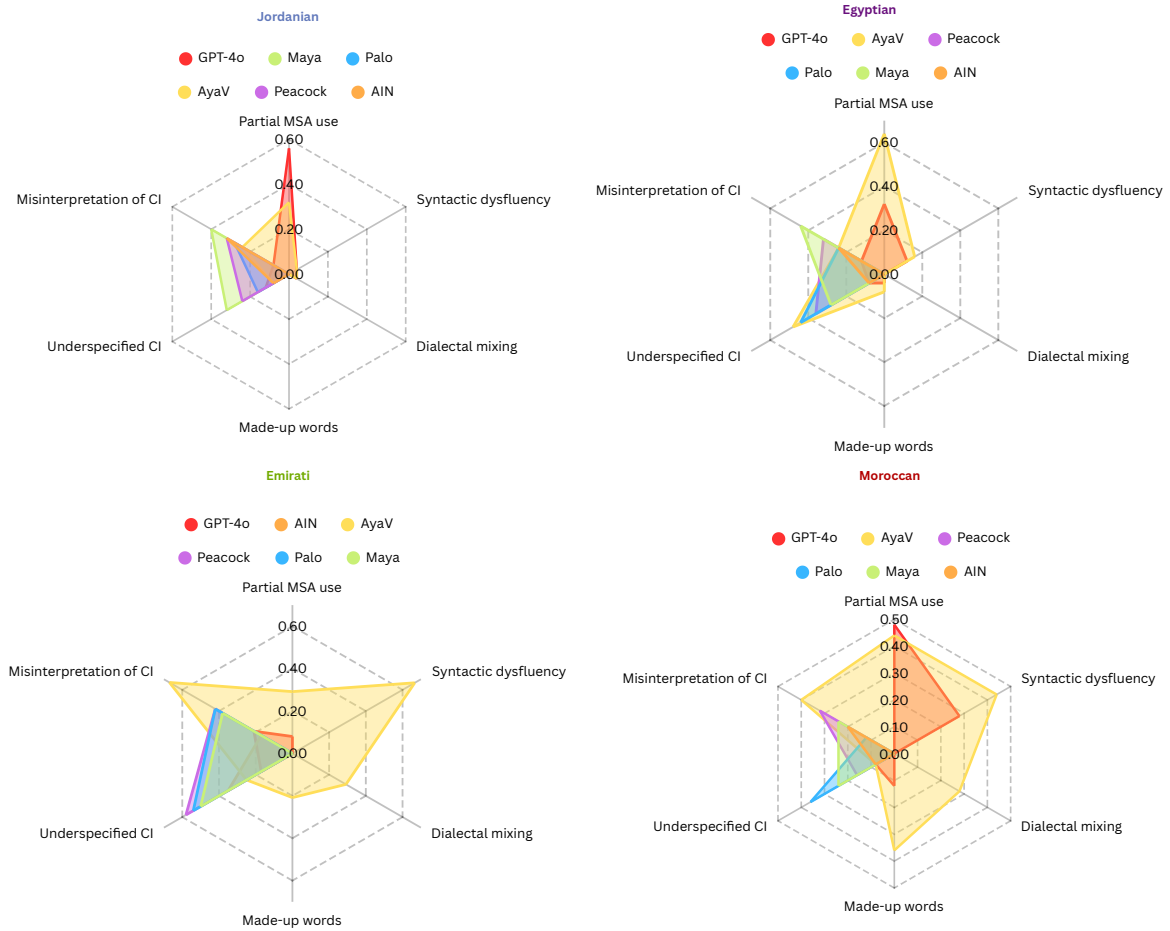 Jordanian
GPT-4o Maya Palo
AyaV Peacock AIN
Partial MSA use
0.60
0.40
0.20
0.00
Misinterpretation of CI
Syntactic dysfluency
Underspecified CI
Dialectal mixing
Made-up words
Egyptian
GPT-4o AyaV Peacock
Palo Maya AIN
Partial MSA use
0.60
0.40
0.20
0.00
Misinterpretation of CI
Syntactic dysfluency
Underspecified CI
Dialectal mixing
Made-up words
Emirati
GPT-4o AIN AyaV
Peacock Palo Maya
Partial MSA use
0.60
0.40
0.20
0.00
Misinterpretation of CI
Syntactic dysfluency
Underspecified CI
Dialectal mixing
Made-up words
Moroccan
GPT-4o AyaV Peacock
Palo Maya AIN
Partial MSA use
0.50
0.40
0.30
0.20
0.10
0.00
Misinterpretation of CI
Syntactic dysfluency
Underspecified CI
Dialectal mixing
Made-up words